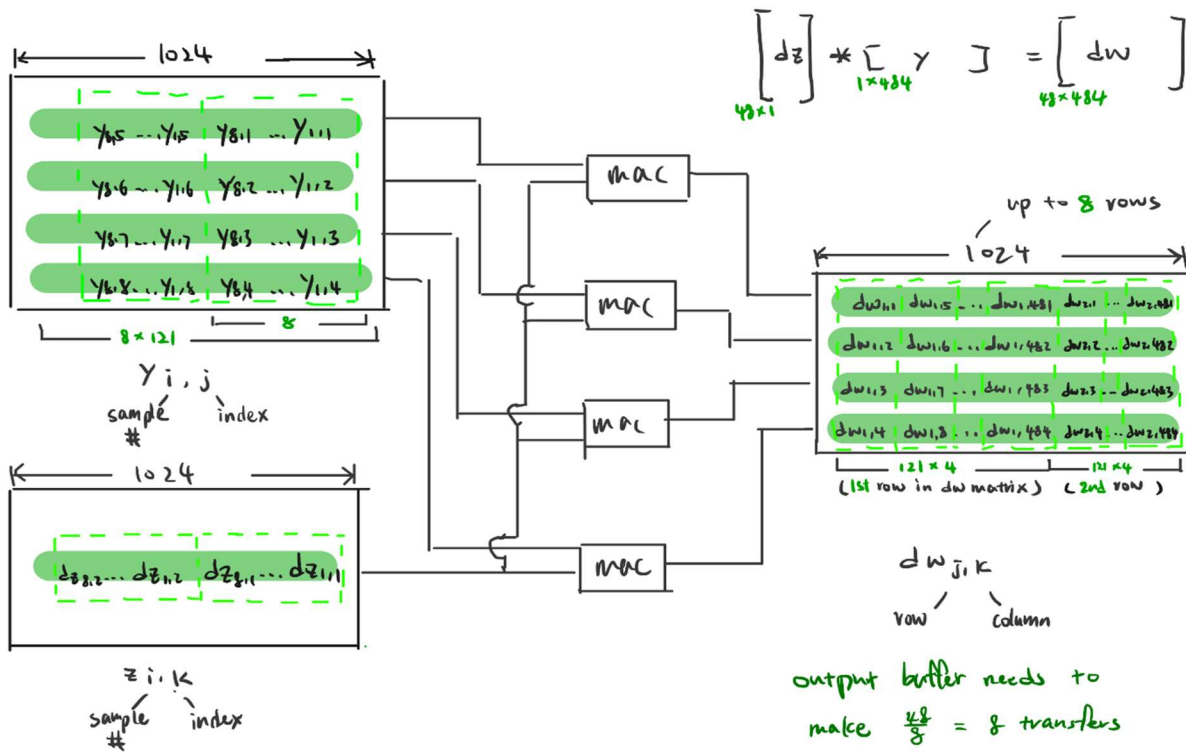 1024
y8,5 ... y1,5 y8,1 ... y1,1
y8,6 ... y1,6 y8,2 ... y1,2
y8,7 ... y1,7 y8,3 ... y1,3
y8,8 ... y1,8 y8,4 ... y1,4
8
8×121
y i, j
sample index
#
1024
dz8,2 ... dz1,2 dz8,1 ... dz1,1
z i, k
sample index
#
mac
mac
mac
mac
[dz] * [ y ] = [dw ]
48×1 1×484 48×484
up to 8 rows
1024
dw1,1 dw1,5 ... dw1,481 dw2,1 ... dw2,481
dw1,2 dw1,6 ... dw1,482 dw2,2 ... dw2,482
dw1,3 dw1,7 ... dw1,483 dw2,3 ... dw2,483
dw1,4 dw1,8 ... dw1,484 dw2,4 ... dw2,484
121×4 121×4
(1st row in dw matrix) (2nd row)
dw j, k
row column
output buffer needs to
make 48/8 = 8 transfers